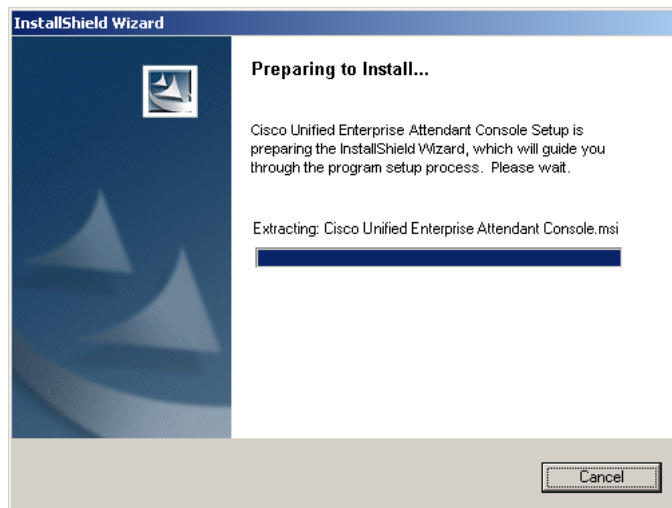 InstallShield Wizard
Preparing to Install...
Cisco Unified Enterprise Attendant Console Setup is
preparing the InstallShield Wizard, which will guide you
through the program setup process. Please wait.
Extracting: Cisco Unified Enterprise Attendant Console.msi
Cancel